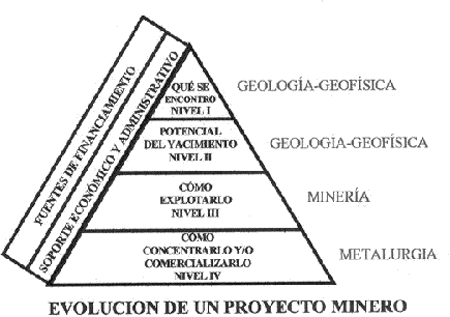 FUENTES DE FINANCIAMIENTO
SOPORTE ECONÓMICO Y ADMINISTRATIVO
QUÉ SE
ENCONTRO
NIVEL I
GEOLOGÍA-GEOFÍSICA
POTENCIAL
DEL YACIMIENTO
NIVEL II
GEOLOGIA-GEOFÍSICA
CÓMO
EXPLOTARLO
NIVEL III
MINERÍA
CÓMO
CONCENTRARLO Y/O
COMERCIALIZARLO
NIVEL IV
METALURGIA
EVOLUCION DE UN PROYECTO MINERO